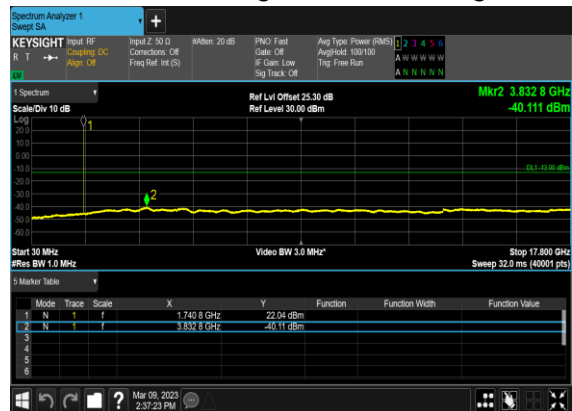 Spectrum Analyzer 1
Swept SA
+
KEYSIGHT Input: RF Input Z: 50 Ω #Atten: 20 dB PNO: Fast Avg Type: Power (RMS) 1 2 3 4 5 6
R T Coupling: DC Corrections: Off Gate: Off Avg|Hold: 100/100 A W W W W W
Align: Off Freq Ref: Int (S) IF Gain: Low Trig: Free Run
Sig Track: Off A N N N N N
1 Spectrum Ref Lvl Offset 25.30 dB Mkr2 3.832 8 GHz
Scale/Div 10 dB Ref Level 30.00 dBm -40.111 dBm
Log
20.0
10.0
0.00
-10.0
-20.0
-30.0
-40.0
-50.0
-60.0
1
DL1 -13.00 dBm
2
Start 30 MHz Video BW 3.0 MHz* Stop 17.800 GHz
#Res BW 1.0 MHz Sweep 32.0 ms (40001 pts)
5 Marker Table
Mode Trace Scale X Y Function Function Width Function Value
1 N 1 f 1.740 8 GHz 22.04 dBm
2 N 1 f 3.832 8 GHz -40.11 dBm
3
4
5
6
? Mar 09, 2023
2:37:23 PM